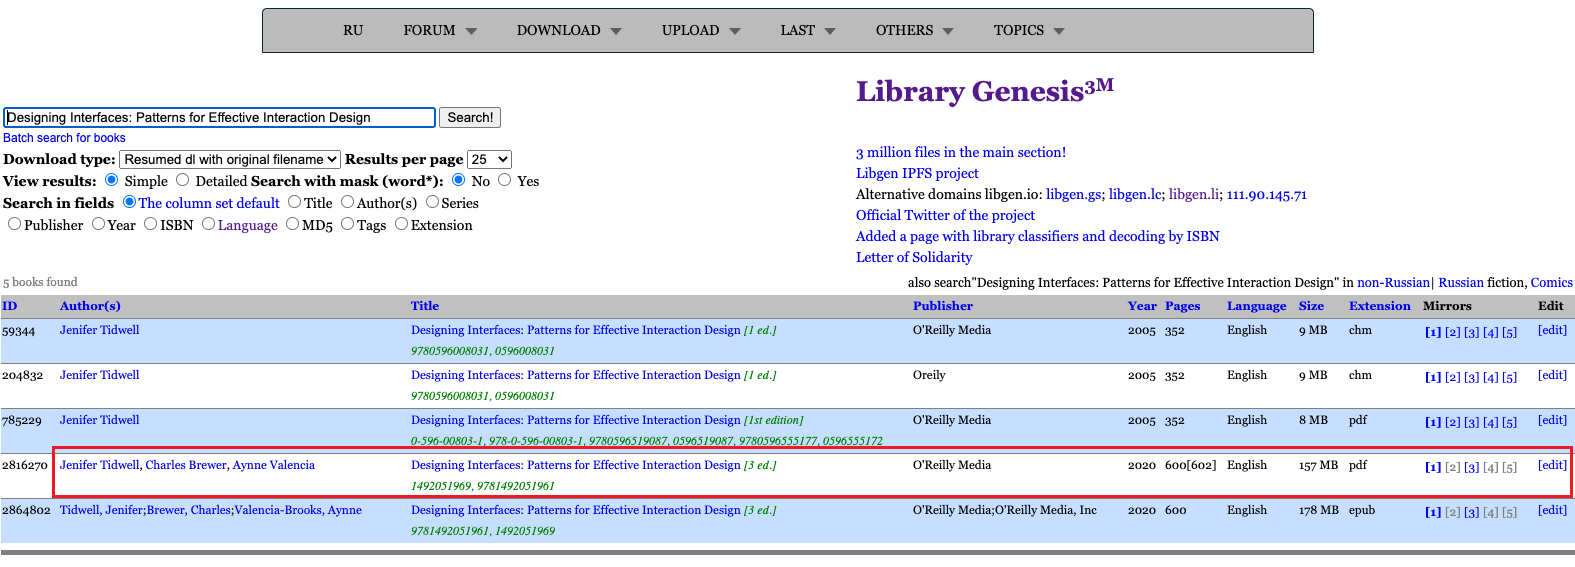 RU FORUM DOWNLOAD UPLOAD LAST OTHERS TOPICS
Library Genesis3M
Designing Interfaces: Patterns for Effective Interaction Design Search!
Batch search for books
Download type: Resumed dl with original filename Results per page 25
View results: Simple Detailed Search with mask (word*): No Yes
Search in fields The column set default Title Author(s) Series
Publisher Year ISBN Language MD5 Tags Extension
3 million files in the main section!
Libgen IPFS project
Alternative domains libgen.io: libgen.gs; libgen.lc; libgen.li; 111.90.145.71
Official Twitter of the project
Added a page with library classifiers and decoding by ISBN
Letter of Solidarity
5 books found also search"Designing Interfaces: Patterns for Effective Interaction Design" in non-Russian| Russian fiction, Comics
ID Author(s) Title Publisher Year Pages Language Size Extension Mirrors Edit
59344 Jenifer Tidwell Designing Interfaces: Patterns for Effective Interaction Design [1 ed.] O'Reilly Media 2005 352 English 9 MB chm [1] [2] [3] [4] [5] [edit]
9780596008031, 0596008031
204832 Jenifer Tidwell Designing Interfaces: Patterns for Effective Interaction Design [1 ed.] Oreily 2005 352 English 9 MB chm [1] [2] [3] [4] [5] [edit]
9780596008031, 0596008031
785229 Jenifer Tidwell Designing Interfaces: Patterns for Effective Interaction Design [1st edition] O'Reilly Media 2005 352 English 8 MB pdf [1] [2] [3] [4] [5] [edit]
0-596-00803-1, 978-0-596-00803-1, 9780596519087, 0596519087, 9780596555177, 0596555172
2816270 Jenifer Tidwell, Charles Brewer, Aynne Valencia Designing Interfaces: Patterns for Effective Interaction Design [3 ed.] O'Reilly Media 2020 600[602] English 157 MB pdf [1] [2] [3] [4] [5] [edit]
1492051969, 9781492051961
2864802 Tidwell, Jenifer;Brewer, Charles;Valencia-Brooks, Aynne Designing Interfaces: Patterns for Effective Interaction Design [3 ed.] O'Reilly Media;O'Reilly Media, Inc 2020 600 English 178 MB epub [1] [2] [3] [4] [5] [edit]
9781492051961, 1492051969